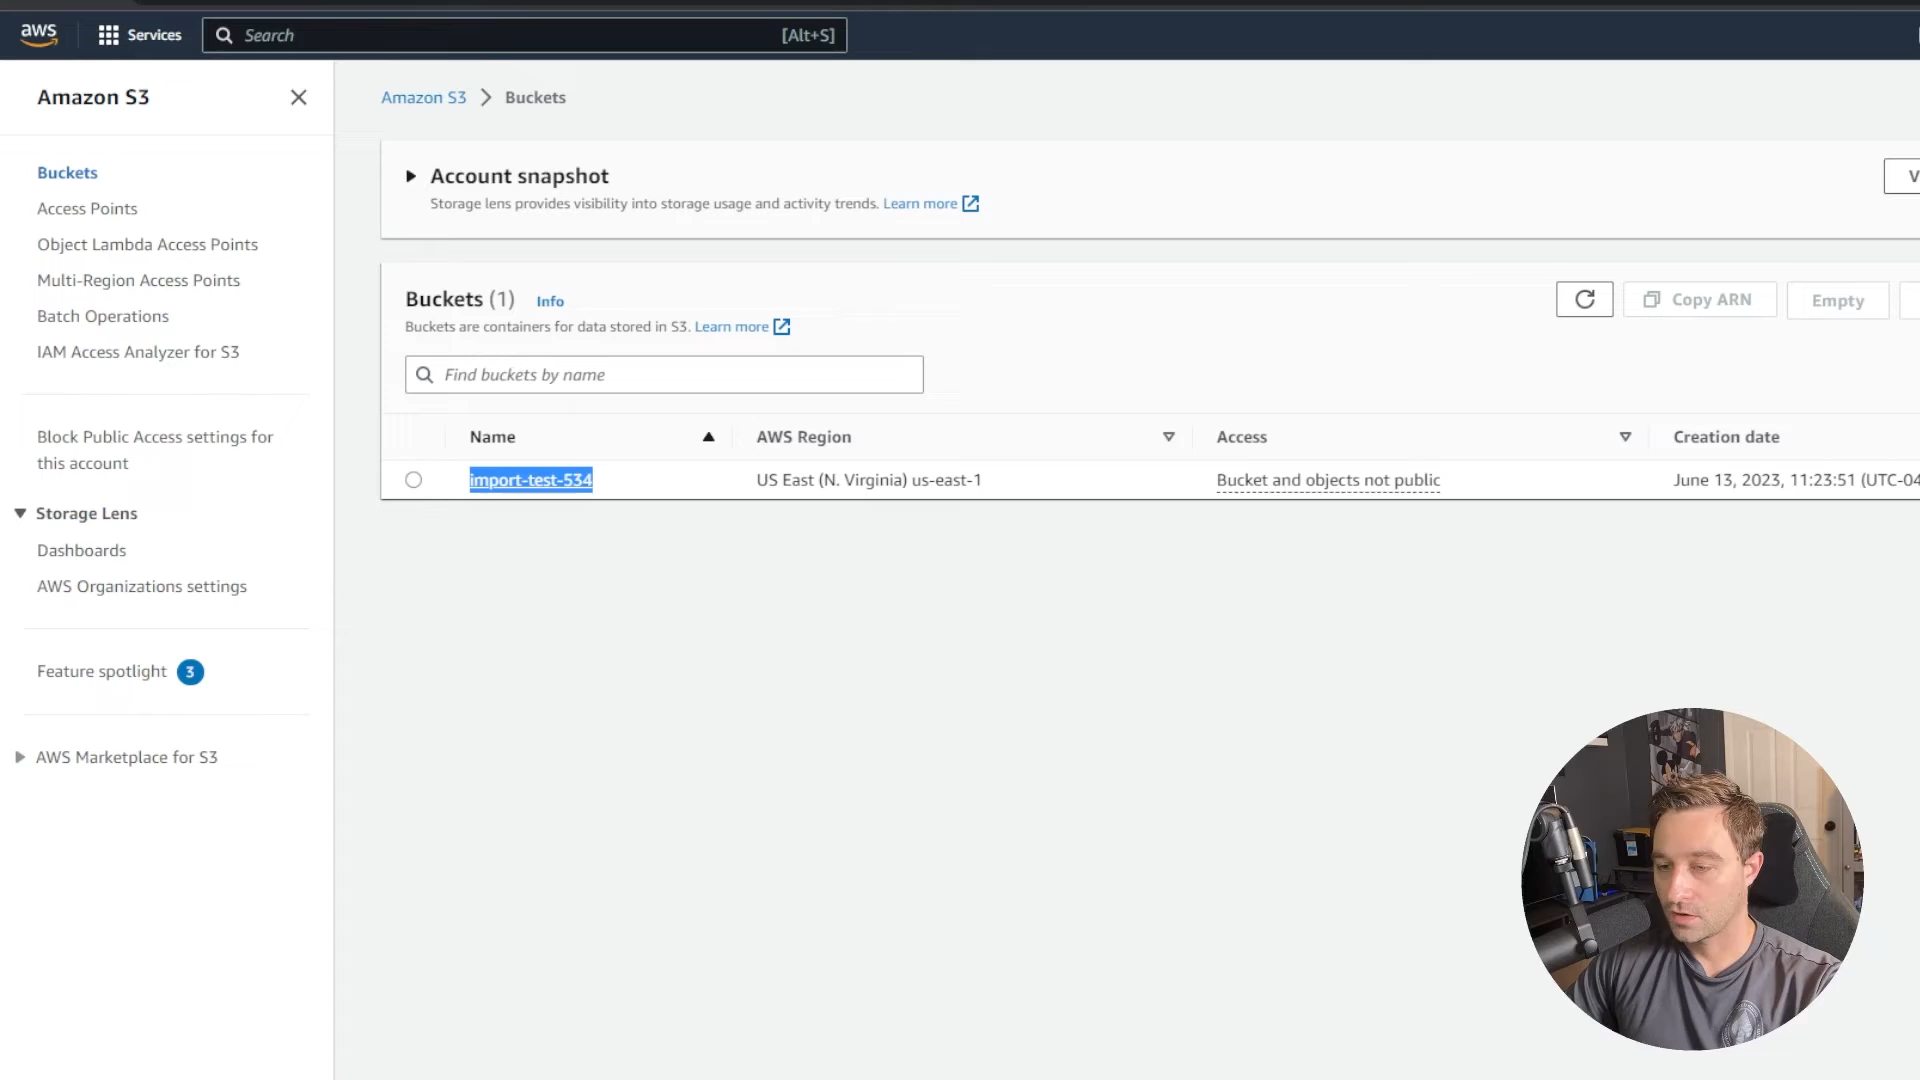 aws
Services
Search
[Alt+S]
Amazon S3
Buckets
Access Points
Object Lambda Access Points
Multi-Region Access Points
Batch Operations
IAM Access Analyzer for S3
Block Public Access settings for
this account
Storage Lens
Dashboards
AWS Organizations settings
Feature spotlight 3
AWS Marketplace for S3
Amazon S3 Buckets
Account snapshot
Storage lens provides visibility into storage usage and activity trends. Learn more
V
Buckets (1) Info
Buckets are containers for data stored in S3. Learn more
Copy ARN
Empty
Find buckets by name
Name AWS Region Access Creation date
import-test-534 US East (N. Virginia) us-east-1 Bucket and objects not public June 13, 2023, 11:23:51 (UTC-04